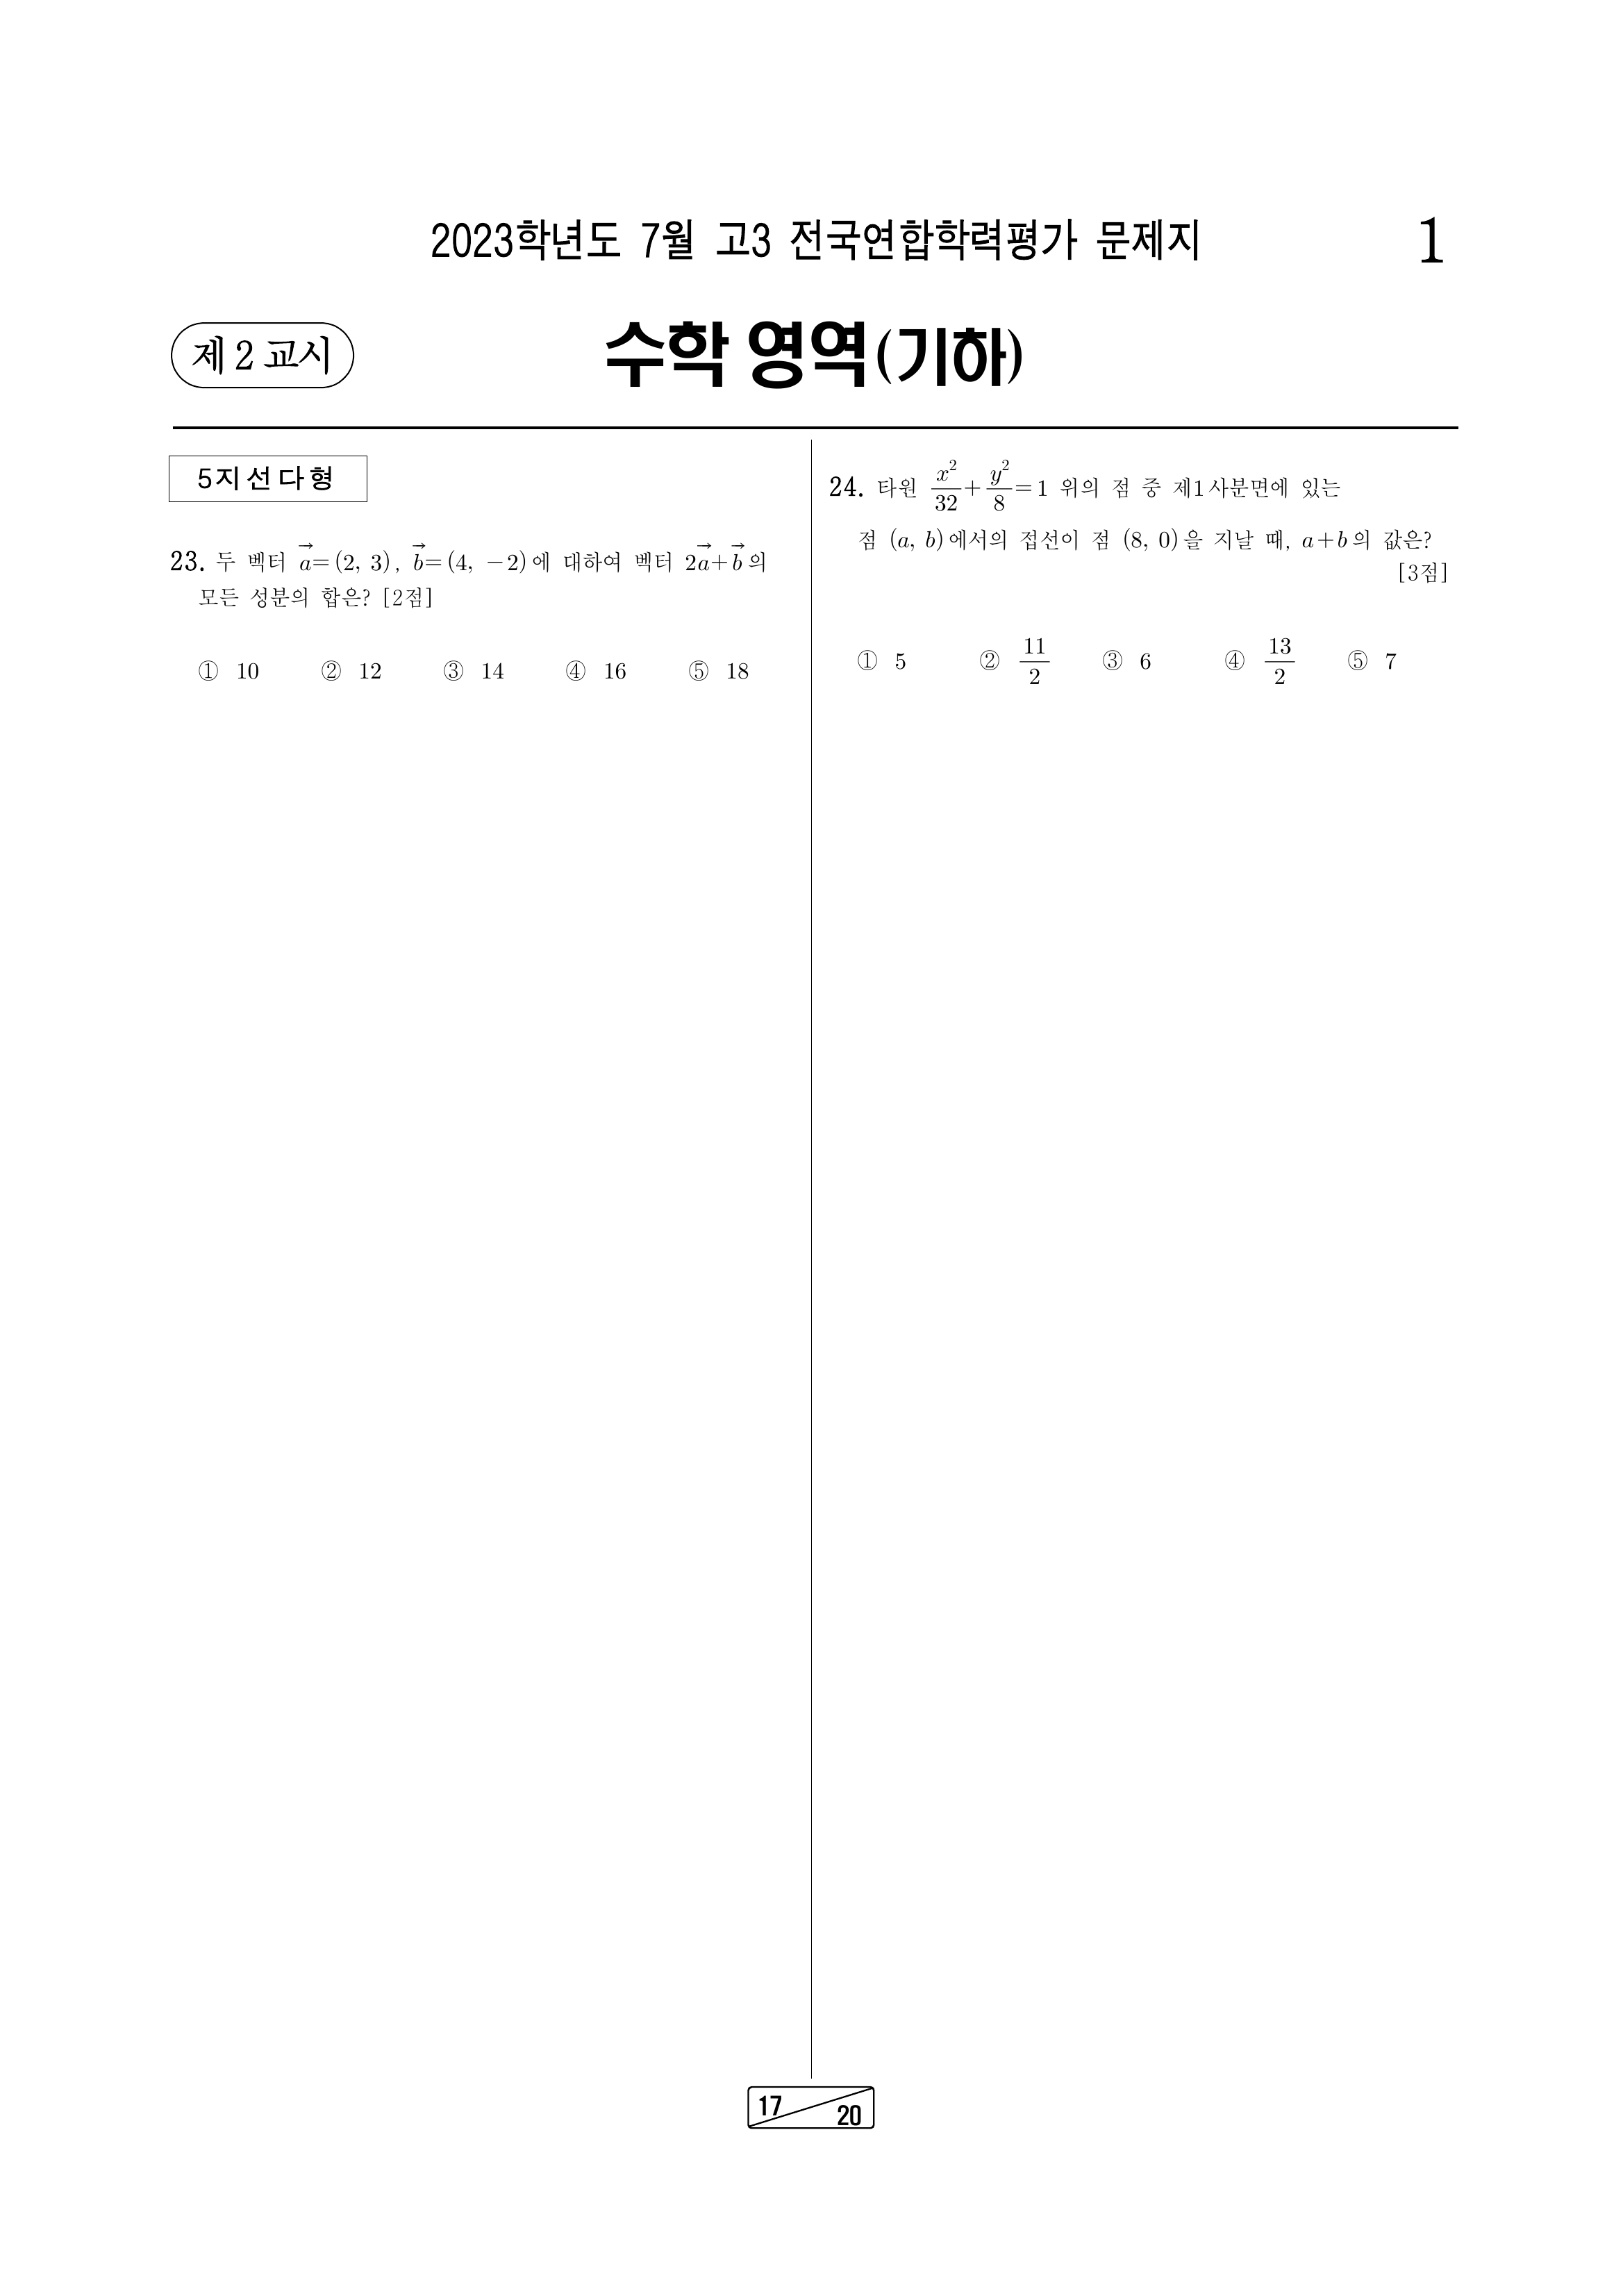 2023학년도 7월 고3 전국연합학력평가 문제지
1
제 2 교시
수학 영역(기하)
5지선다형
23. 두 벡터 $\vec{a}=(2, 3)$, $\vec{b}=(4, -2)$에 대하여 벡터 $2\vec{a}+\vec{b}$의
모든 성분의 합은? [2점]
① 10 ② 12 ③ 14 ④ 16 ⑤ 18
24. 타원 $\frac{x^2}{32}+\frac{y^2}{8}=1$ 위의 점 중 제1사분면에 있는
점 $(a, b)$에서의 접선이 점 $(8, 0)$을 지날 때, $a+b$의 값은?
[3점]
① 5 ② $\frac{11}{2}$ ③ 6 ④ $\frac{13}{2}$ ⑤ 7
17
20